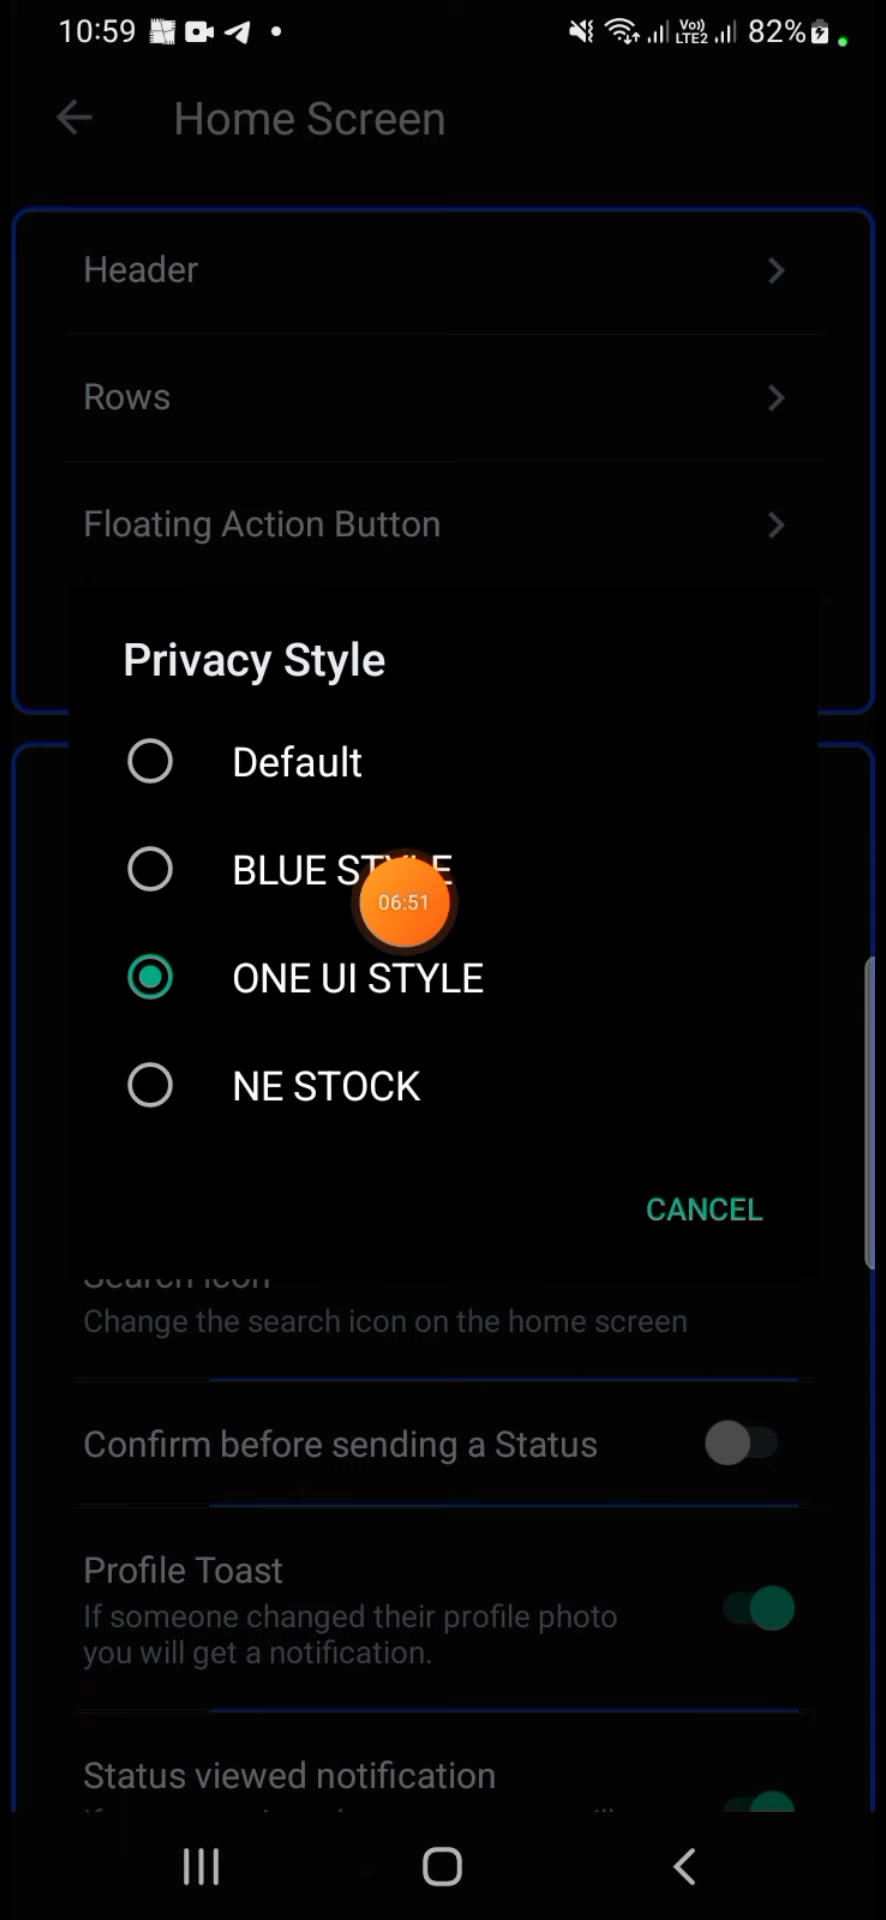 10:59 Vo)) LTE2 82%
Home Screen
Header
Rows
Floating Action Button
Privacy Style
Default
BLUE STYLE
06:51
ONE UI STYLE
NE STOCK
CANCEL
Search icon
Change the search icon on the home screen
Confirm before sending a Status
Profile Toast
If someone changed their profile photo
you will get a notification.
Status viewed notification